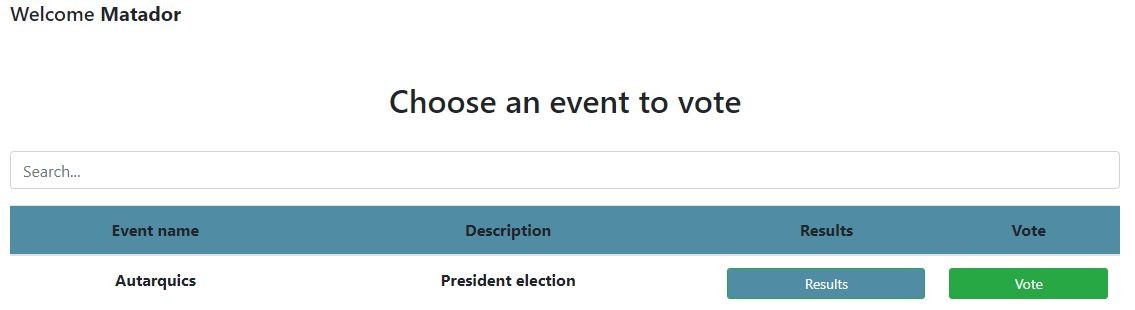 Welcome Matador
Choose an event to vote
Search...
Event name Description Results Vote
Autarquics President election Results Vote